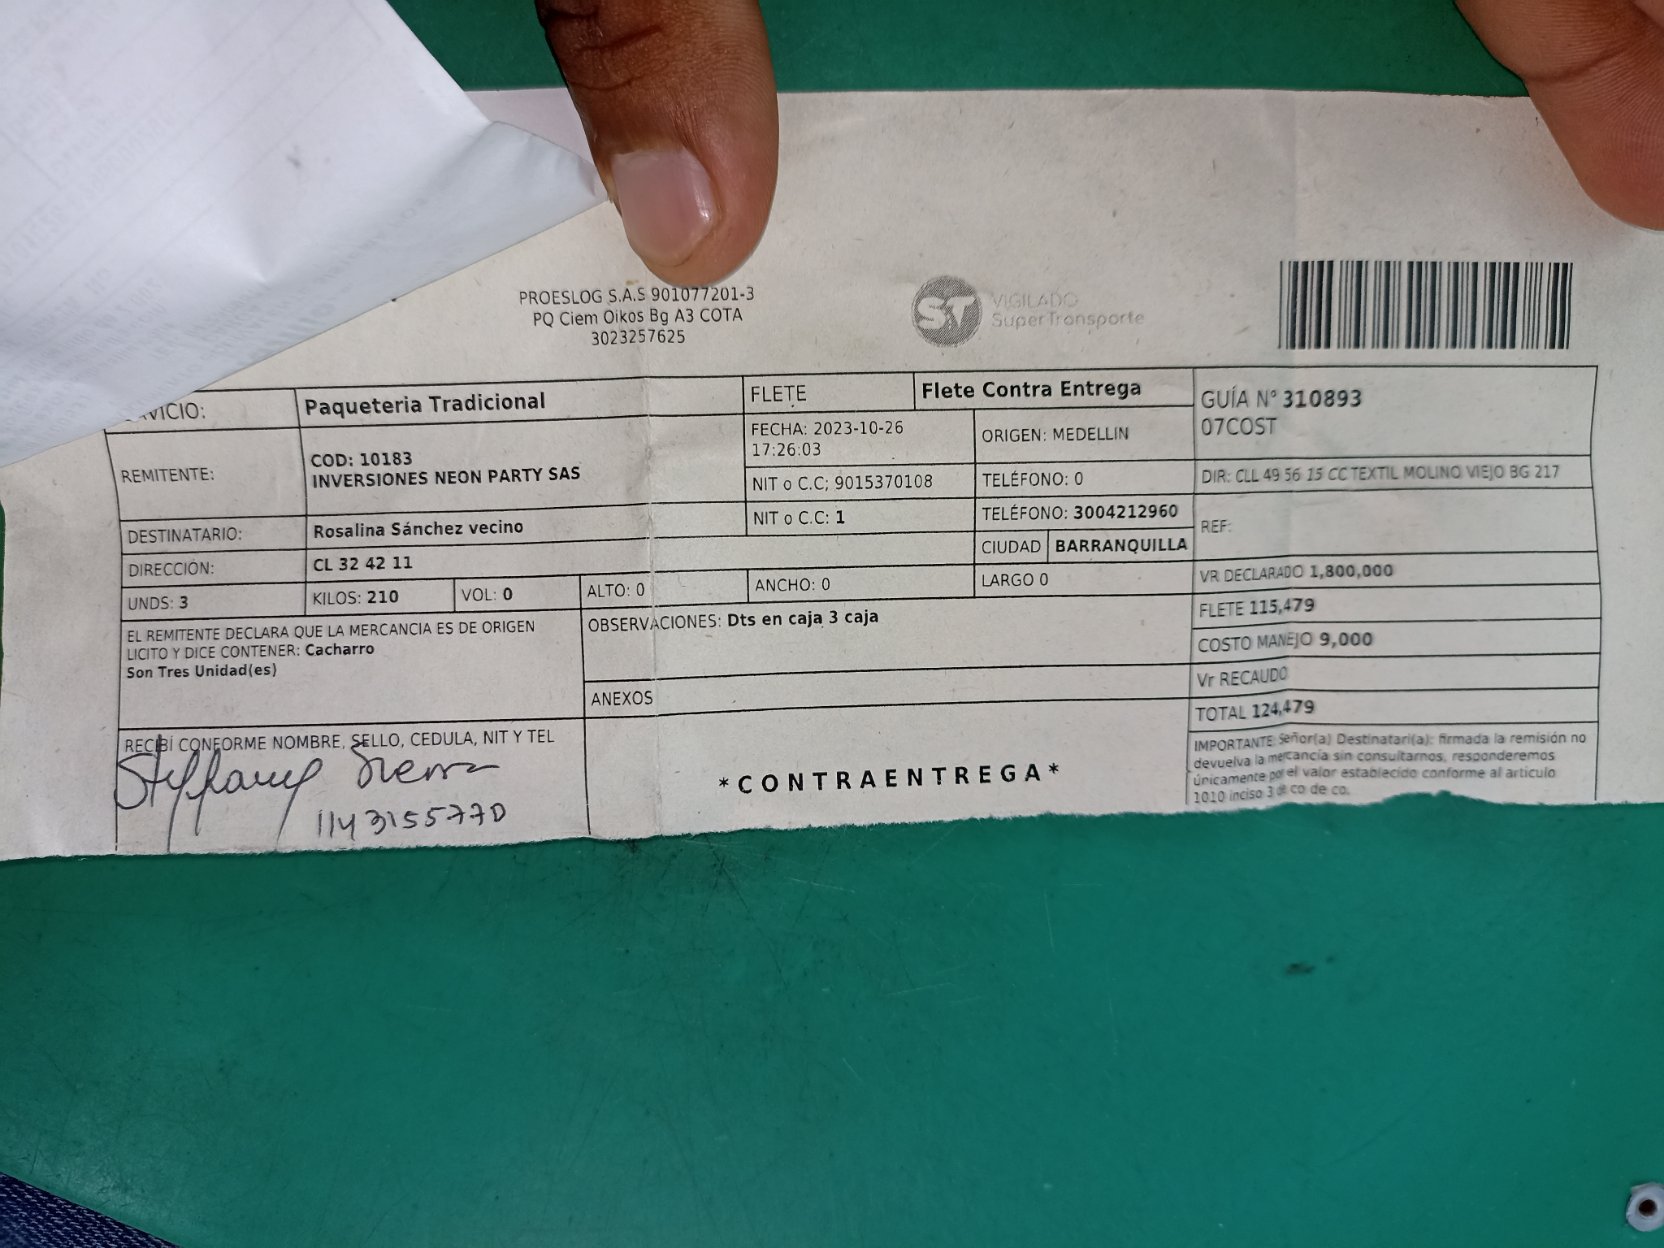 PROESLOG S.A.S 901077201-3
PQ Ciem Oikos Bg A3 COTA
3023257625
ST VIGILADO
SuperTransporte
Paqueteria Tradicional
FLETE
Flete Contra Entrega
GUÍA N° 310893
07COST
REMITENTE:
COD: 10183
INVERSIONES NEON PARTY SAS
FECHA: 2023-10-26
17:26:03
ORIGEN: MEDELLIN
NIT o C.C; 9015370108
TELÉFONO: 0
DIR: CLL 49 56 15 CC TEXTIL MOLINO VIEJO BG 217
DESTINATARIO:
Rosalina Sánchez vecino
NIT o C.C: 1
TELÉFONO: 3004212960
REF:
DIRECCIÓN:
CL 32 42 11
CIUDAD BARRANQUILLA
UNDS: 3
KILOS: 210
VOL: 0
ALTO: 0
ANCHO: 0
LARGO 0
VR DECLARADO 1,800,000
FLETE 115,479
COSTO MANEJO 9,000
Vr RECAUDO
TOTAL 124,479
EL REMITENTE DECLARA QUE LA MERCANCIA ES DE ORIGEN
LICITO Y DICE CONTENER: Cacharro
Son Tres Unidad(es)
OBSERVACIONES: Dts en caja 3 caja
ANEXOS
RECIBÍ CONFORME NOMBRE, SELLO, CEDULA, NIT Y TEL
1143155770
*CONTRAENTREGA*
IMPORTANTE: Señor(a) Destinatari(a): firmada la remisión no
devuelva la mercancía sin consultarnos, responderemos
únicamente por el valor establecido conforme al articulo
1010 inciso 3 de co de co.